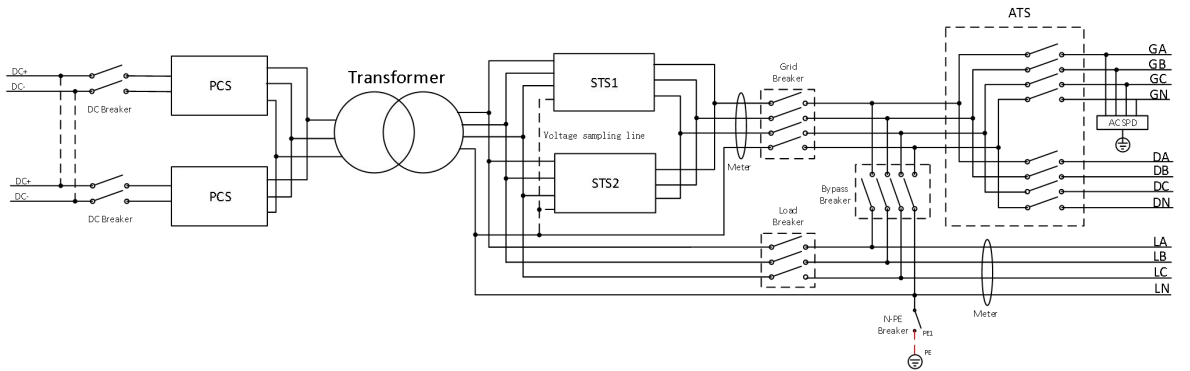 ATS
GA
GB
GC
GN
AC SPD
DA
DB
DC
DN
DC+
DC-
DC Breaker
PCS
Transformer
STS1
Voltage sampling line
STS2
Grid
Breaker
Meter
DC+
DC-
DC Breaker
PCS
Bypass
Breaker
Load
Breaker
LA
LB
LC
LN
Meter
N-PE
Breaker
PE1
PE